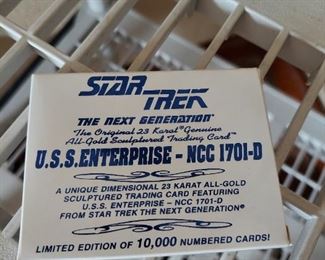 STAR TREK
THE NEXT GENERATION®
The Original 23 Karat Genuine
All-Gold Sculptured Trading Card™
U.S.S. ENTERPRISE - NCC 1701-D
A UNIQUE DIMENSIONAL 23 KARAT ALL-GOLD
SCULPTURED TRADING CARD FEATURING
U.S.S. ENTERPRISE - NCC 1701-D
FROM STAR TREK THE NEXT GENERATION®
LIMITED EDITION OF 10,000 NUMBERED CARDS!